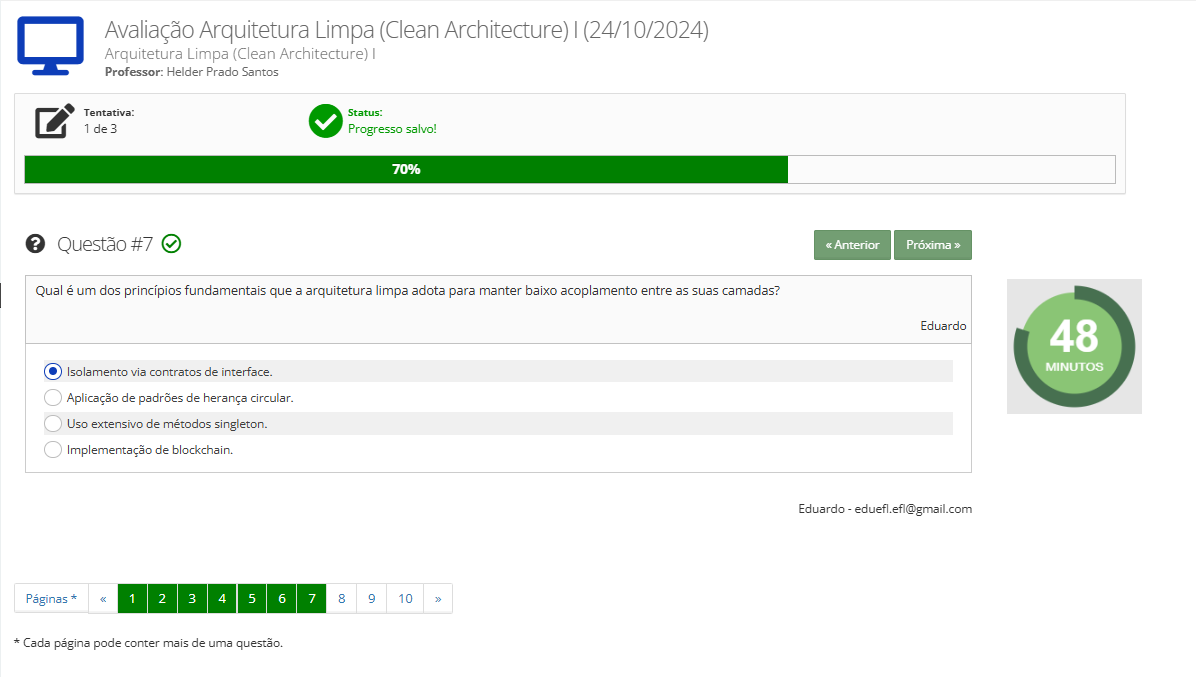 Avaliação Arquitetura Limpa (Clean Architecture) I (24/10/2024)
Arquitetura Limpa (Clean Architecture) I
Professor: Helder Prado Santos
Tentativa:
1 de 3
Status:
Progresso salvo!
70%
Questão #7
« Anterior
Próxima »
Qual é um dos princípios fundamentais que a arquitetura limpa adota para manter baixo acoplamento entre as suas camadas?
Eduardo
48
MINUTOS
Isolamento via contratos de interface.
Aplicação de padrões de herança circular.
Uso extensivo de métodos singleton.
Implementação de blockchain.
Eduardo - eduefl.efl@gmail.com
Páginas * « 1 2 3 4 5 6 7 8 9 10 »
* Cada página pode conter mais de uma questão.